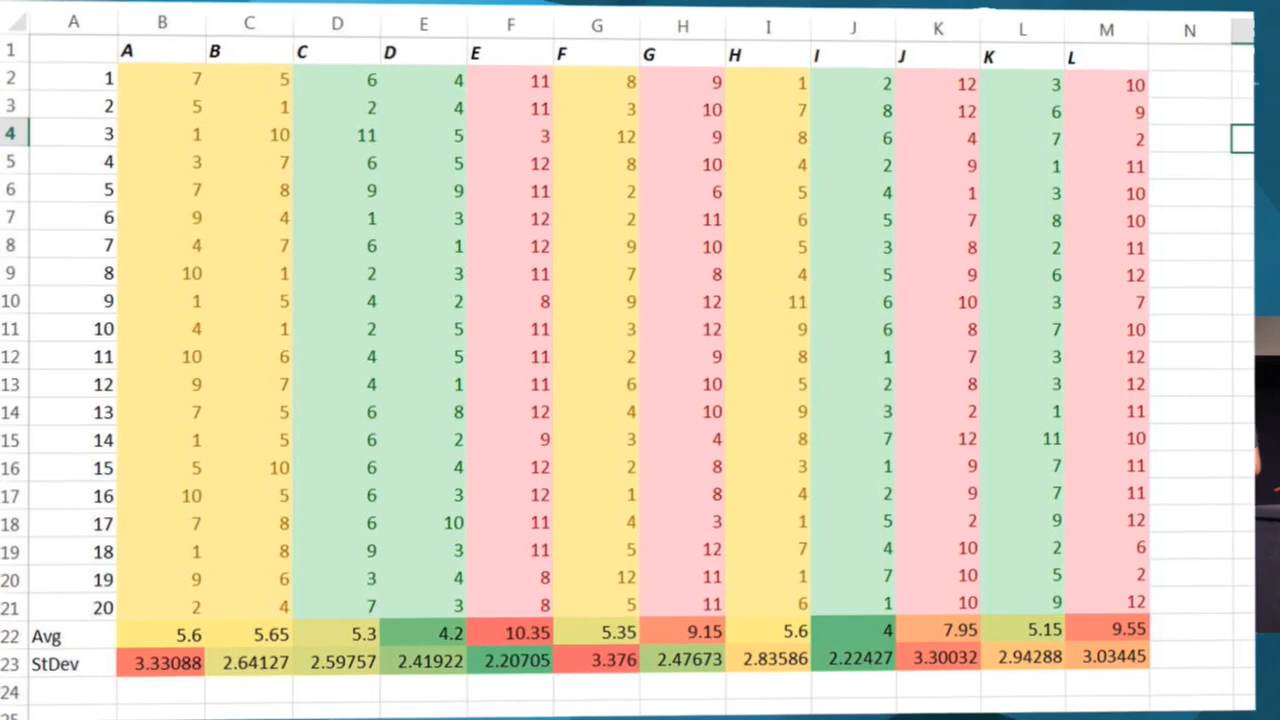 A B C D E F G H I J K L M N
1 A B C D E F G H I J K L
2 1 7 5 6 4 11 8 9 1 2 12 3 10
3 2 5 1 2 4 11 3 10 7 8 12 6 9
4 3 1 10 11 5 3 12 9 8 6 4 7 2
5 4 3 7 6 5 12 8 10 4 2 9 1 11
6 5 7 8 9 9 11 2 6 5 4 1 3 10
7 6 9 4 1 3 12 2 11 6 5 7 8 10
8 7 4 7 6 1 12 9 10 5 3 8 2 11
9 8 10 1 2 3 11 7 8 4 5 9 6 12
10 9 1 5 4 2 8 9 12 11 6 10 3 7
11 10 4 1 2 5 11 3 12 9 6 8 7 10
12 11 10 6 4 5 11 2 9 8 1 7 3 12
13 12 9 7 4 1 11 6 10 5 2 8 3 12
14 13 7 5 6 8 12 4 10 9 3 2 1 11
15 14 1 5 6 2 9 3 4 8 7 12 11 10
16 15 5 10 6 4 12 2 8 3 1 9 7 11
17 16 10 5 6 3 12 1 8 4 2 9 7 11
18 17 7 8 6 10 11 4 3 1 5 2 9 12
19 18 1 8 9 3 11 5 12 7 4 10 2 6
20 19 9 6 3 4 8 12 11 1 7 10 5 2
21 20 2 4 7 3 8 5 11 6 1 10 9 12
22 Avg 5.6 5.65 5.3 4.2 10.35 5.35 9.15 5.6 4 7.95 5.15 9.55
23 StDev 3.33088 2.64127 2.59757 2.41922 2.20705 3.376 2.47673 2.83586 2.22427 3.30032 2.94288 3.03445
24
25